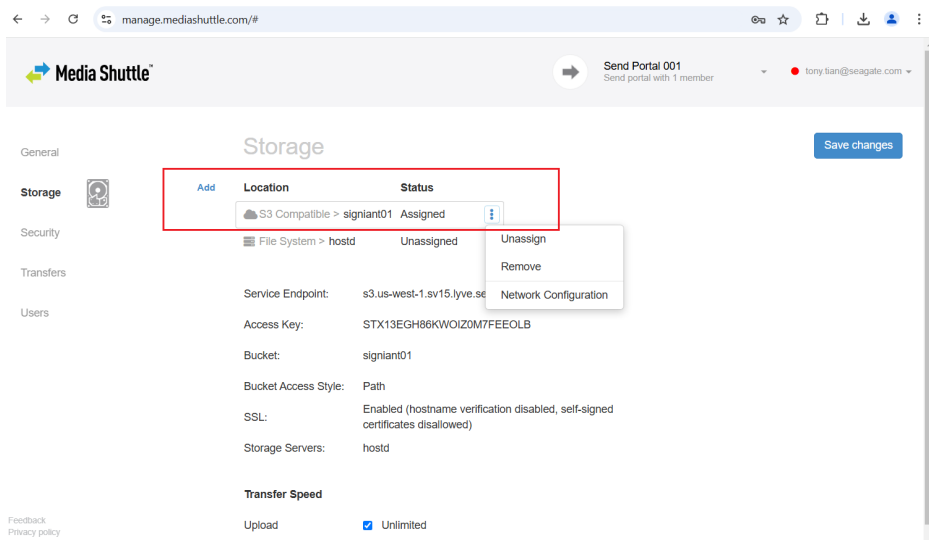 manage.mediashuttle.com/#
Media Shuttle™
Send Portal 001
Send portal with 1 member
tony.tian@seagate.com
General
Storage
Security
Transfers
Users
Storage
Save changes
Add Location Status
S3 Compatible > signiant01 Assigned
File System > hostd Unassigned
Unassign
Remove
Network Configuration
Service Endpoint: s3.us-west-1.sv15.lyve.se
Access Key: STX13EGH86KWOIZ0M7FEEOLB
Bucket: signiant01
Bucket Access Style: Path
SSL: Enabled (hostname verification disabled, self-signed
certificates disallowed)
Storage Servers: hostd
Transfer Speed
Upload Unlimited
Feedback
Privacy policy